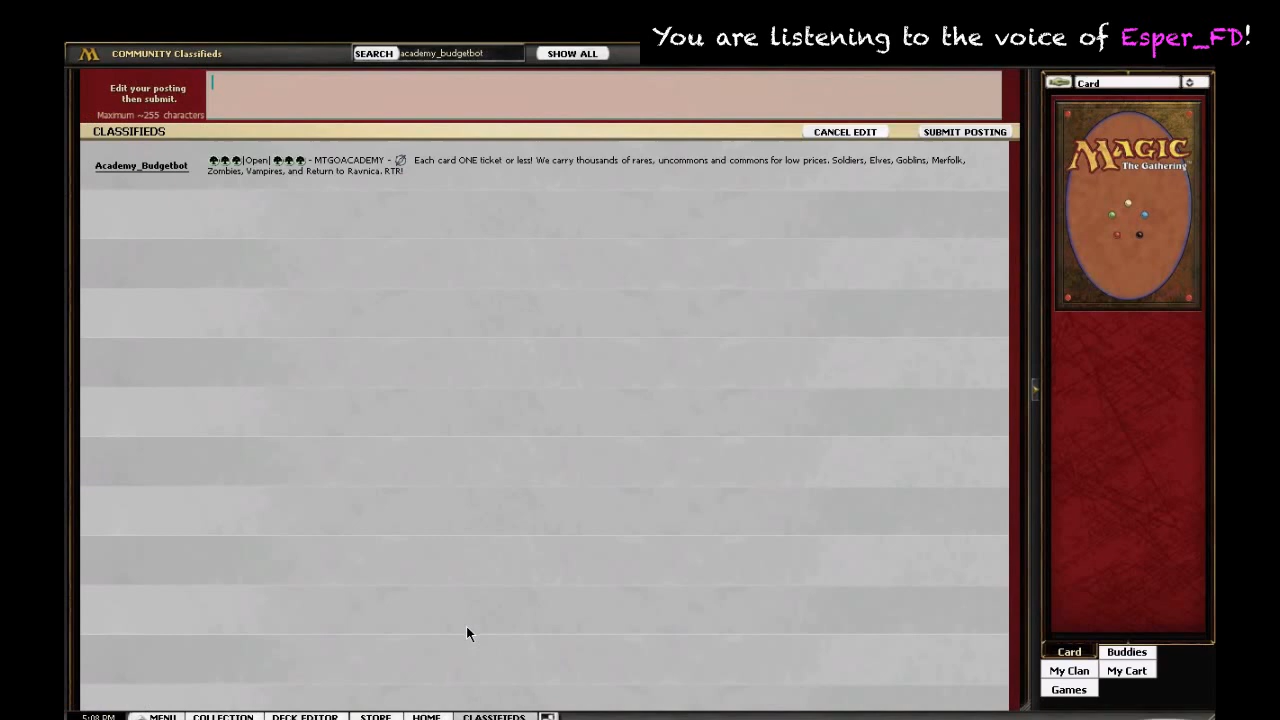 You are listening to the voice of Esper_FD!
COMMUNITY Classifieds
SEARCH academy_budgetbot SHOW ALL
Edit your posting
then submit.
Maximum ~255 characters
CLASSIFIEDS CANCEL EDIT SUBMIT POSTING
Academy_Budgetbot
|Open| - MTGOACADEMY - Each card ONE ticket or less! We carry thousands of rares, uncommons and commons for low prices. Soldiers, Elves, Goblins, Merfolk,
Zombies, Vampires, and Return to Ravnica. RTR!
Card
MAGIC
The Gathering
Card Buddies
My Clan My Cart
Games
5:08 PM MENU COLLECTION DECK EDITOR STORE HOME CLASSIFIEDS